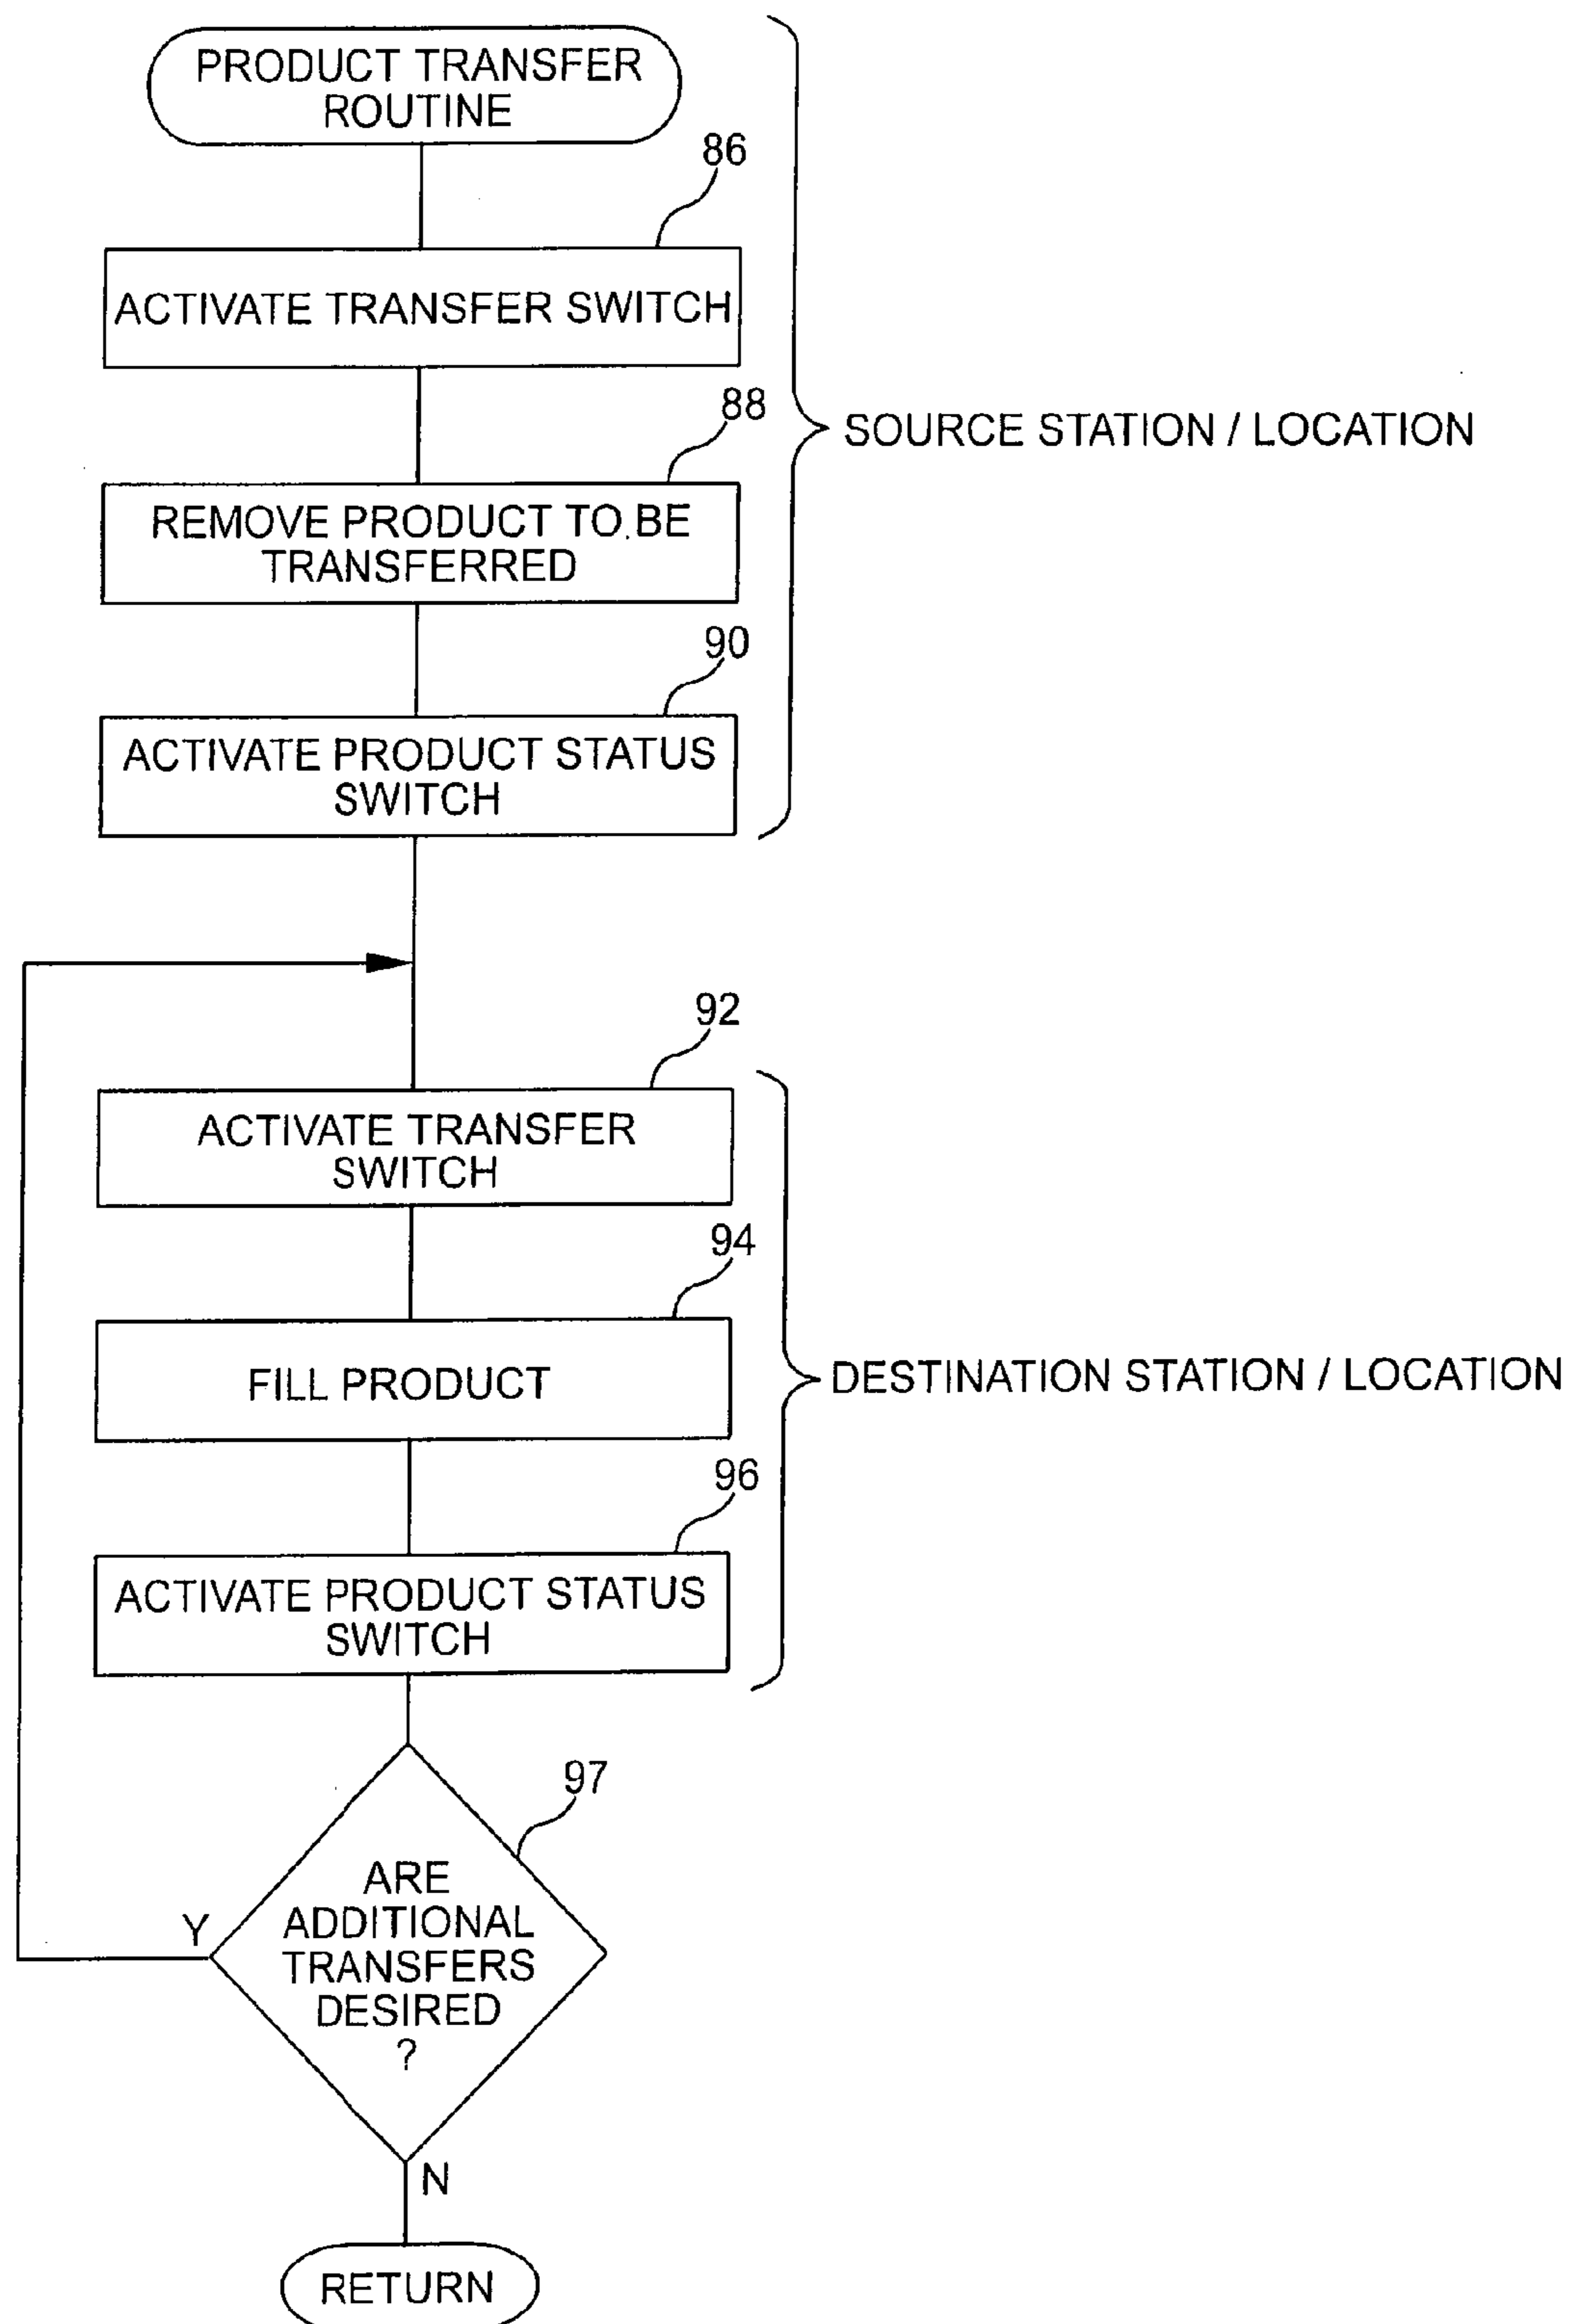 PRODUCT TRANSFER
ROUTINE
86
ACTIVATE TRANSFER SWITCH
88
SOURCE STATION / LOCATION
REMOVE PRODUCT TO BE
TRANSFERRED
90
ACTIVATE PRODUCT STATUS
SWITCH
92
ACTIVATE TRANSFER
SWITCH
94
FILL PRODUCT
DESTINATION STATION / LOCATION
96
ACTIVATE PRODUCT STATUS
SWITCH
97
ARE
ADDITIONAL
TRANSFERS
DESIRED
?
Y
N
RETURN